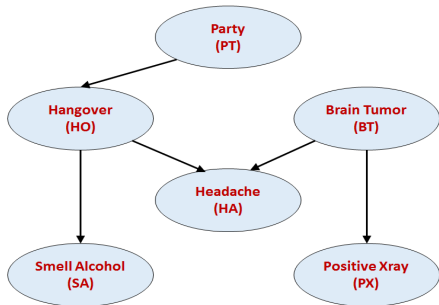 Party
(PT)
Hangover
(HO)
Brain Tumor
(BT)
Headache
(HA)
Smell Alcohol
(SA)
Positive Xray
(PX)